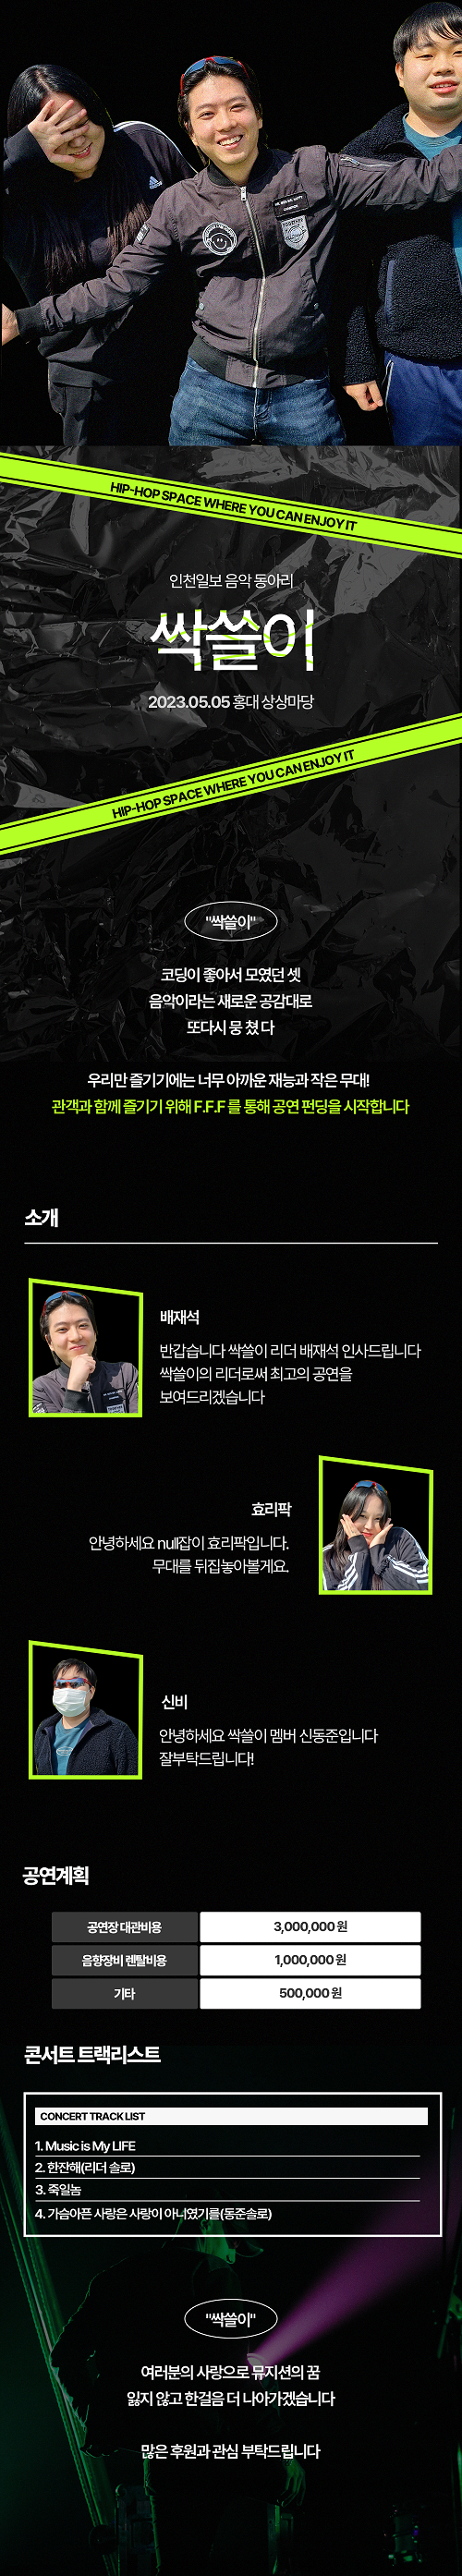 HIP-HOP SPACE WHERE YOU CAN ENJOY IT
인천일보 음악 동아리
싹쓸이
2023.05.05 홍대 상상마당
HIP-HOP SPACE WHERE YOU CAN ENJOY IT
"싹쓸이"
코딩이 좋아서 모였던 셋
음악이라는 새로운 공감대로
또다시 뭉 쳤 다
우리만 즐기기에는 너무 아까운 재능과 작은 무대!
관객과 함께 즐기기 위해 F.F.F 를 통해 공연 펀딩을 시작합니다
소개
배재석
반갑습니다 싹쓸이 리더 배재석 인사드립니다
싹쓸이의 리더로써 최고의 공연을
보여드리겠습니다
효리팍
안녕하세요 null잡이 효리팍입니다.
무대를 뒤집놓아볼게요.
신비
안녕하세요 싹쓸이 멤버 신동준입니다
잘부탁드립니다!
공연계획
공연장 대관비용 3,000,000 원
음향장비 렌탈비용 1,000,000 원
기타 500,000 원
콘서트 트랙리스트
CONCERT TRACK LIST
1. Music is My LIFE
2. 한잔해(리더 솔로)
3. 죽일놈
4. 가슴아픈 사랑은 사랑이 아니였기를(동준솔로)
"싹쓸이"
여러분의 사랑으로 뮤지션의 꿈
잃지 않고 한걸음 더 나아가겠습니다
많은 후원과 관심 부탁드립니다